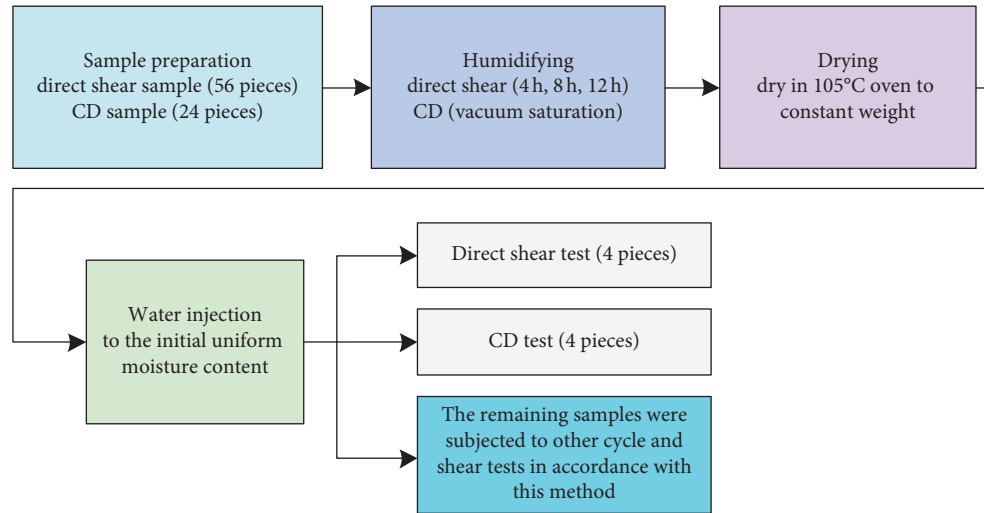 Sample preparation
direct shear sample (56 pieces)
CD sample (24 pieces)
Humidifying
direct shear (4 h, 8 h, 12 h)
CD (vacuum saturation)
Drying
dry in 105°C oven to
constant weight
Water injection
to the initial uniform
moisture content
Direct shear test (4 pieces)
CD test (4 pieces)
The remaining samples were
subjected to other cycle and
shear tests in accordance with
this method